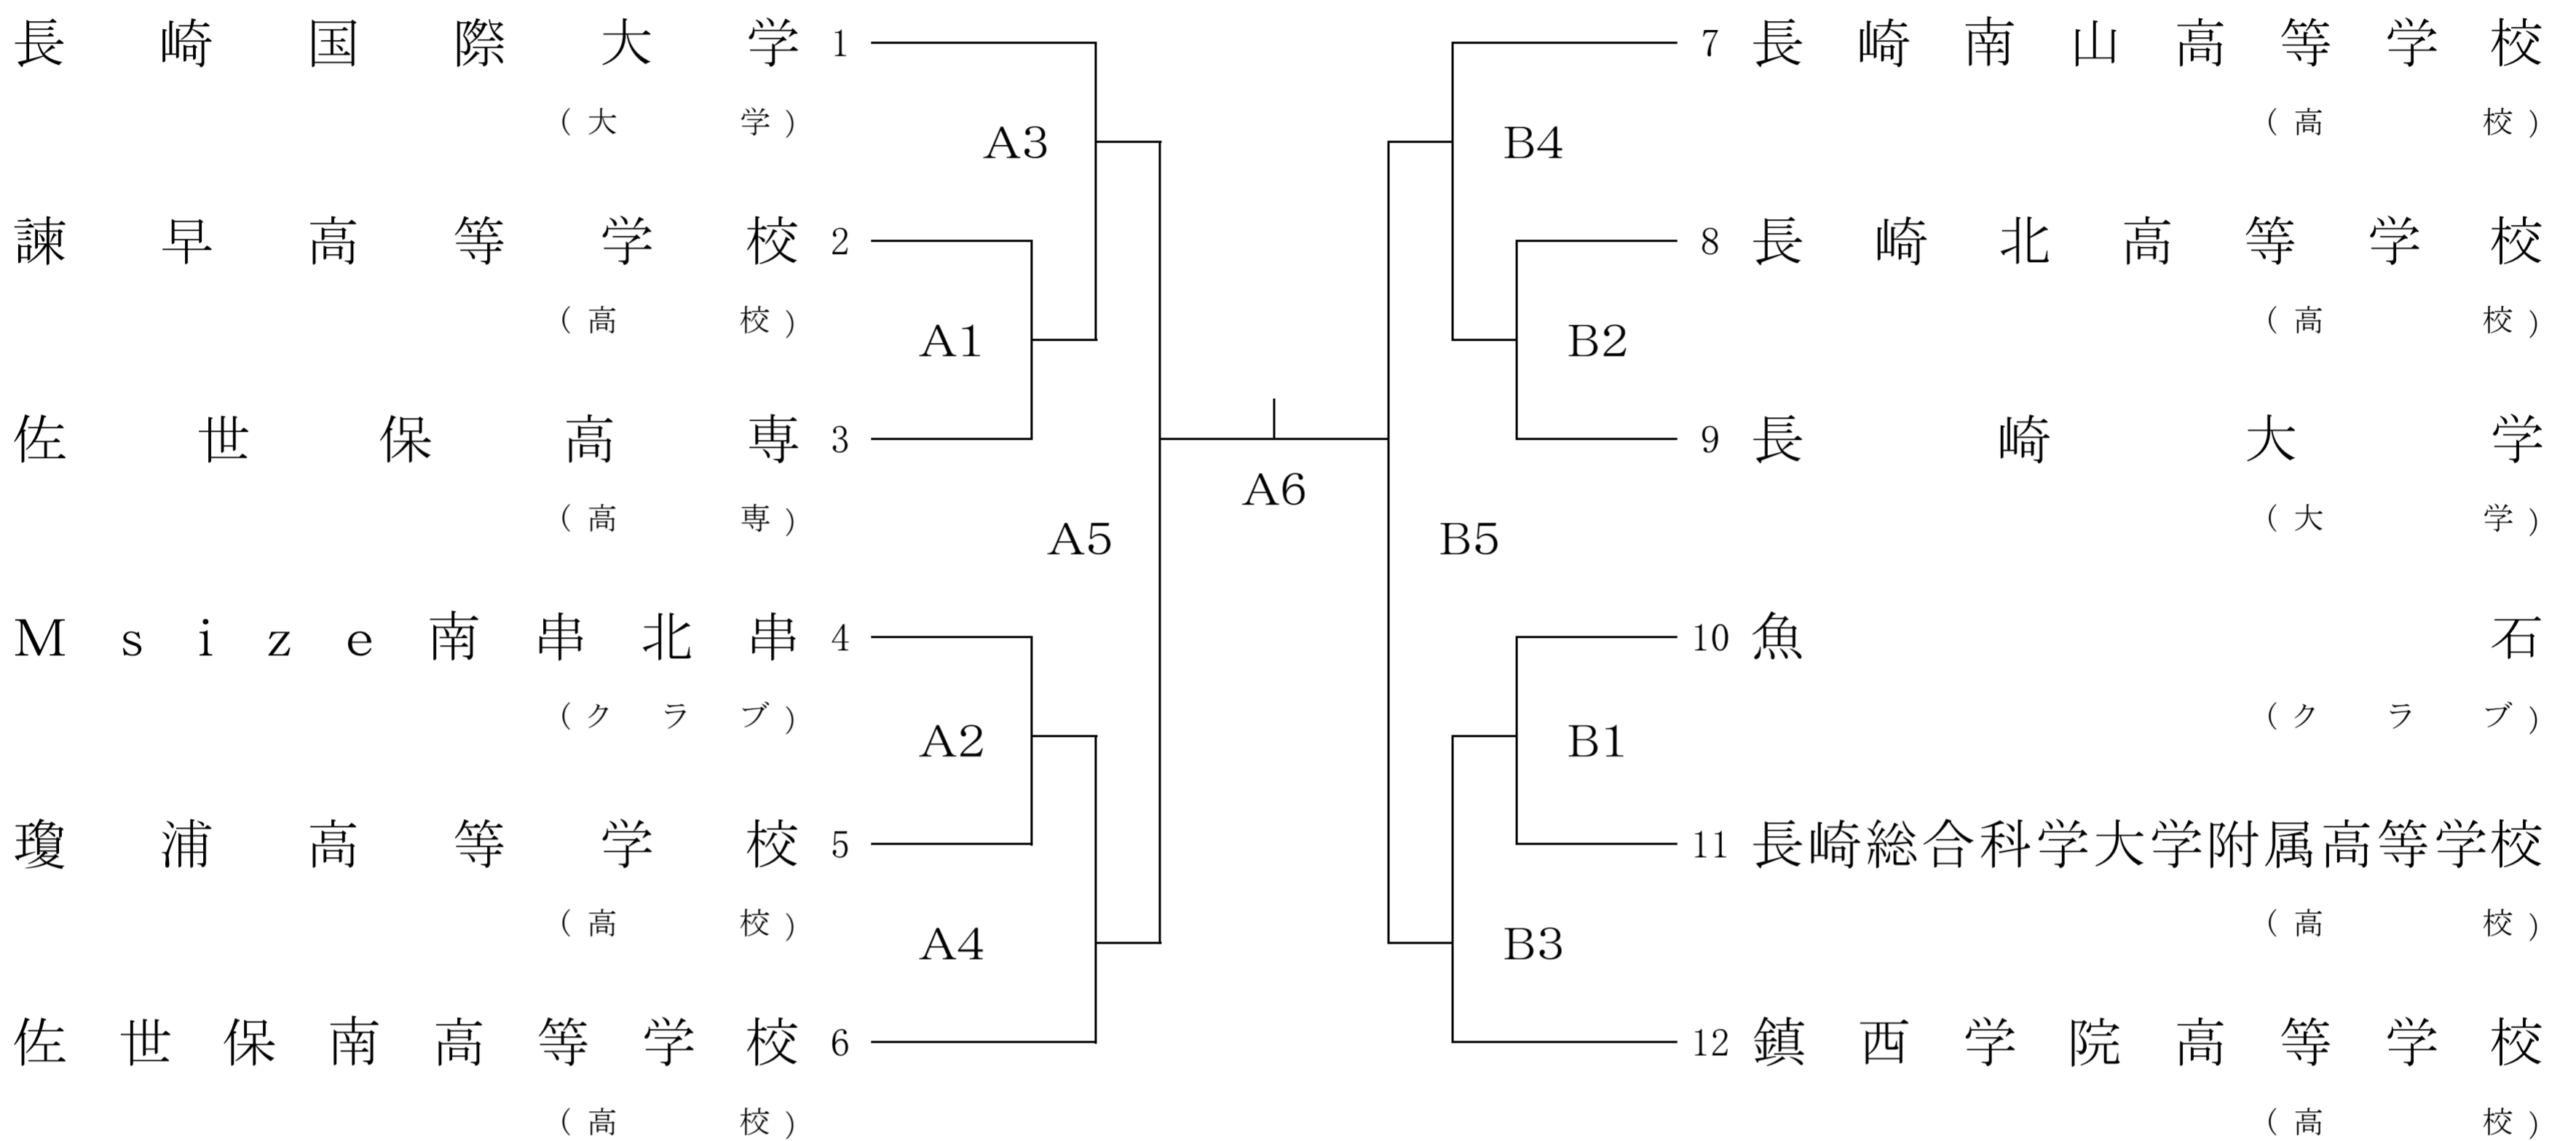 長崎国際大学 1
(大学)
A3
諫早高等学校 2
(高校)
A1
佐世保高専 3
(高専)
A5
Msize南串北串 4
(クラブ)
A2
瓊浦高等学校 5
(高校)
A4
佐世保南高等学校 6
(高校)
A6
7 長崎南山高等学校
(高校)
B4
8 長崎北高等学校
(高校)
B2
9 長崎大学
(大学)
B5
10 魚石
(クラブ)
B1
11 長崎総合科学大学附属高等学校
(高校)
B3
12 鎮西学院高等学校
(高校)